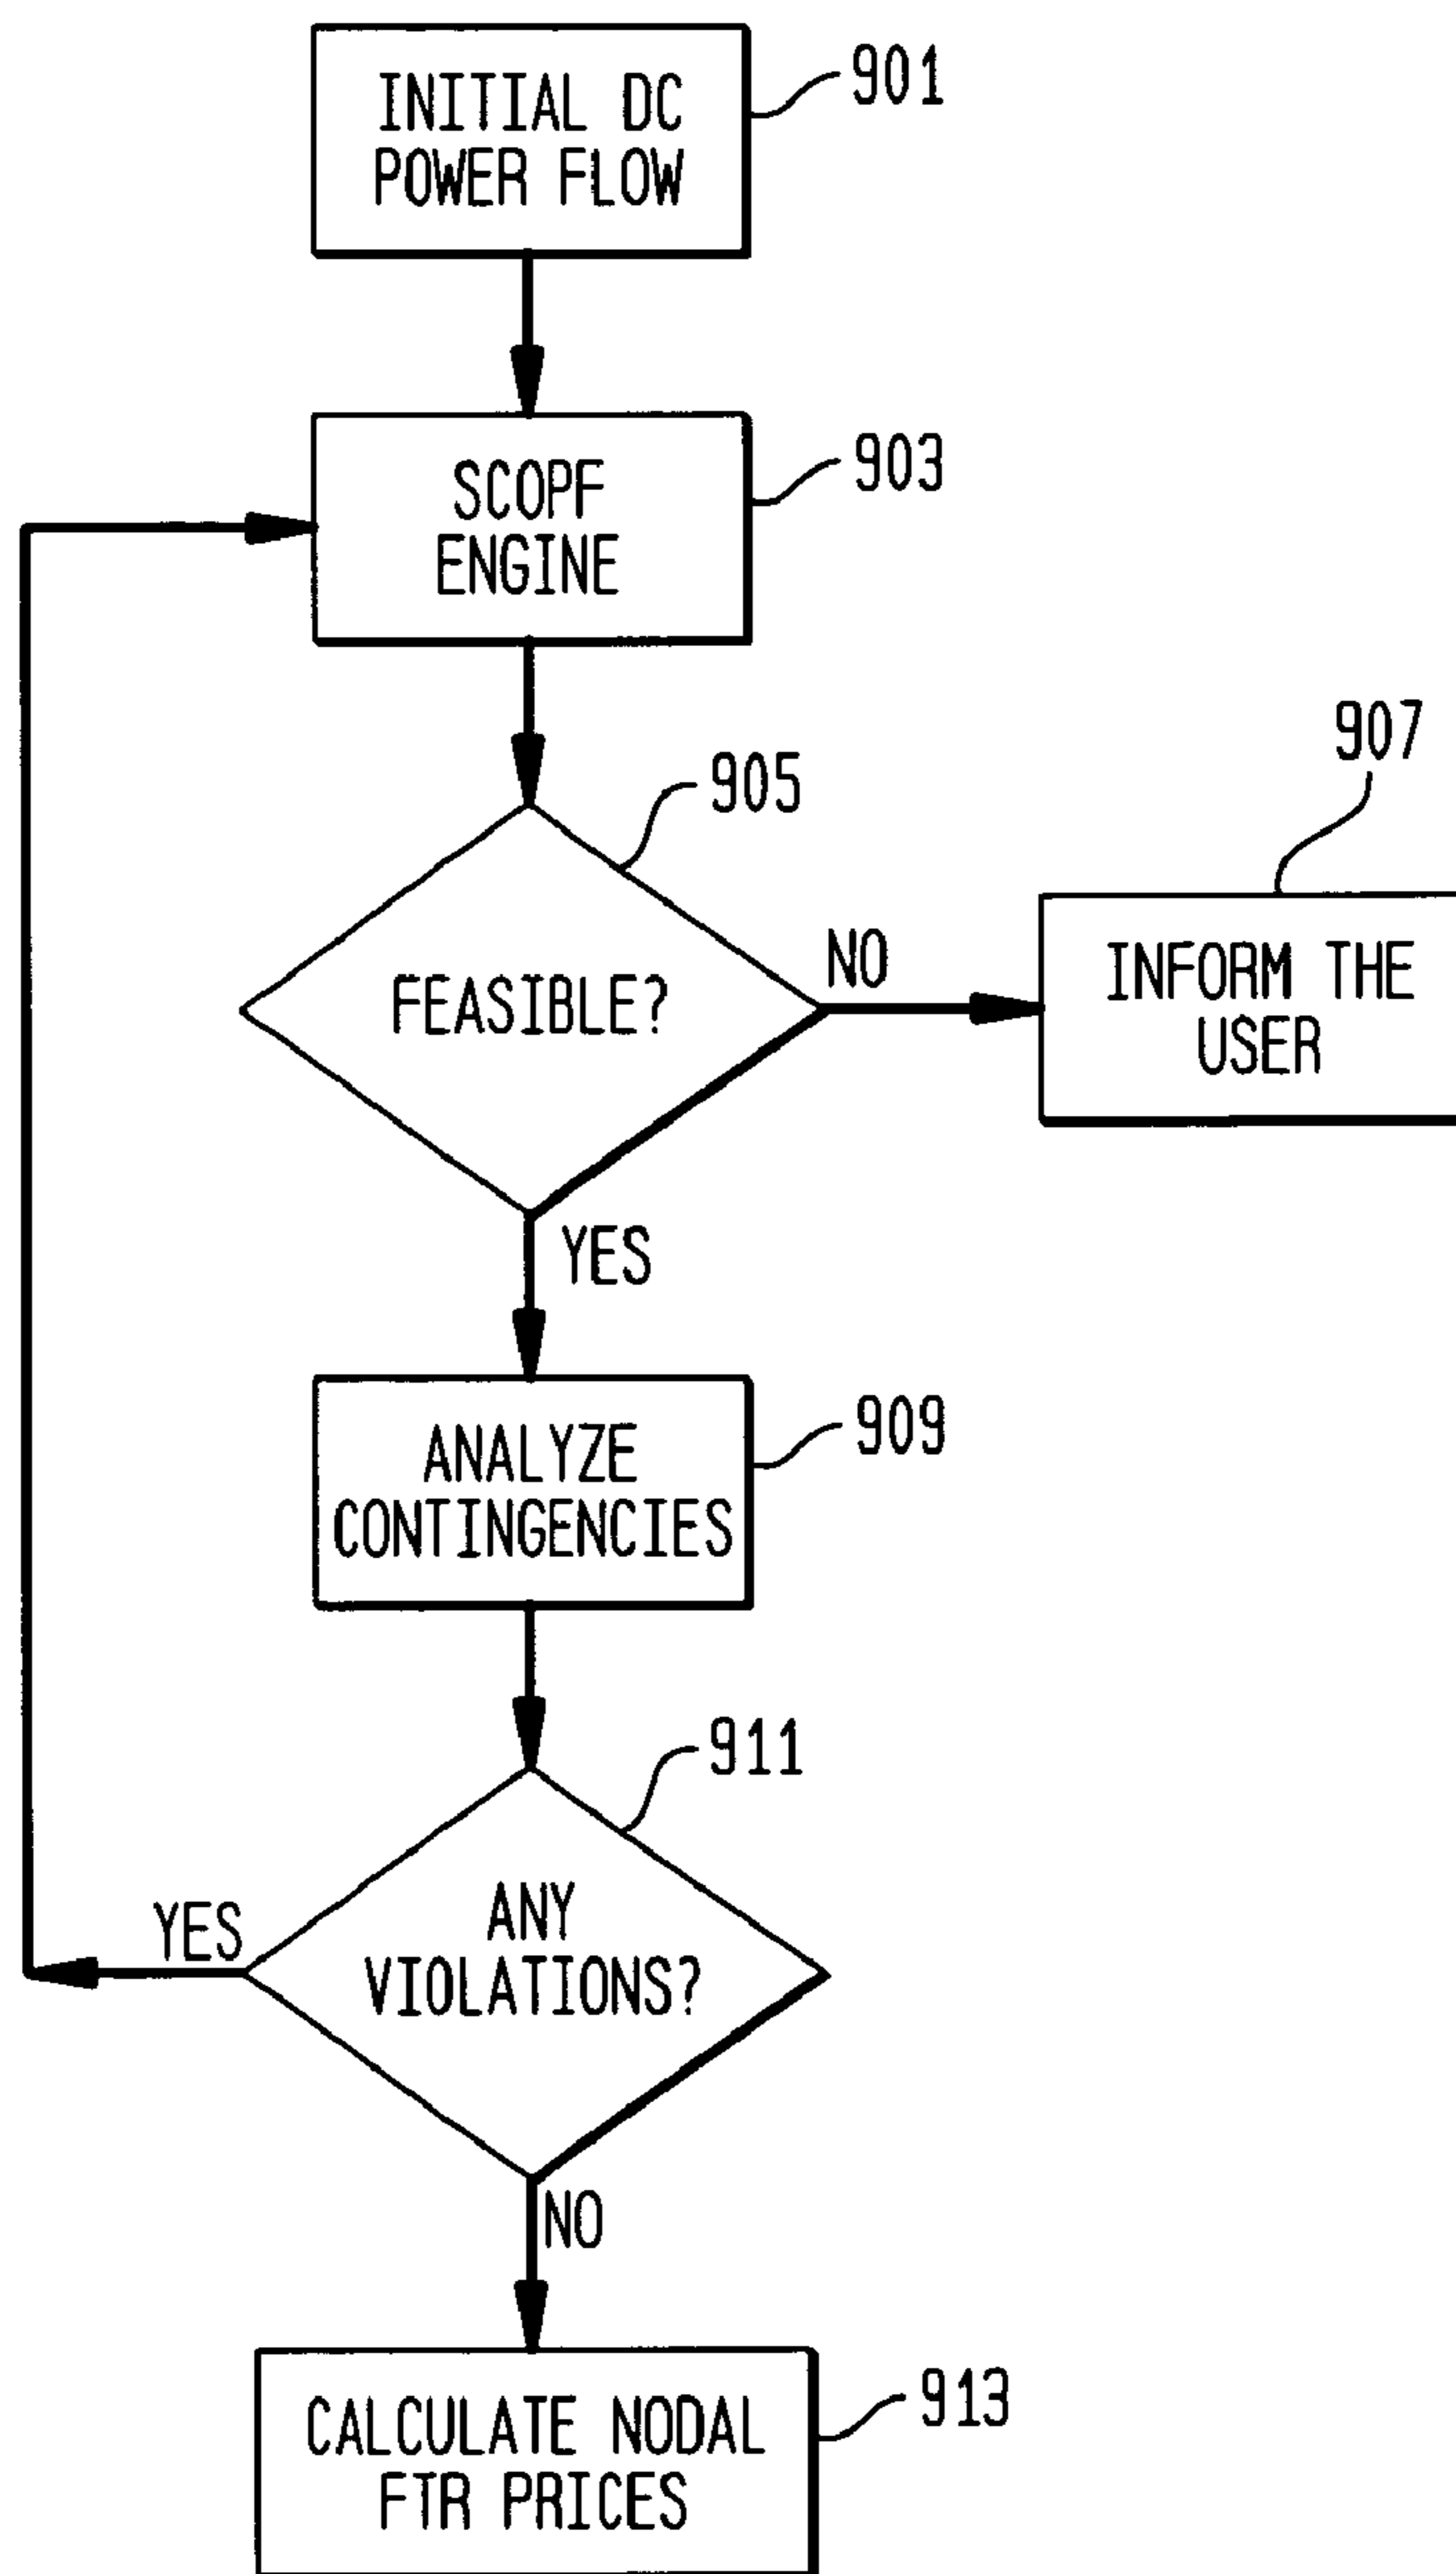 INITIAL DC
POWER FLOW
901
SCOPF
ENGINE
903
905
FEASIBLE?
NO
907
INFORM THE
USER
YES
ANALYZE
CONTINGENCIES
909
911
ANY
VIOLATIONS?
YES
NO
CALCULATE NODAL
FTR PRICES
913